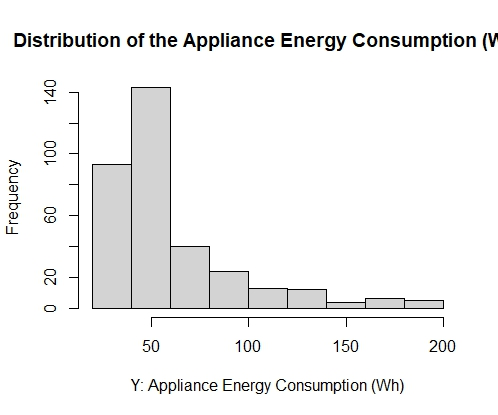 Distribution of the Appliance Energy Consumption (W
140
100
60
20
0
Frequency
50 100 150 200
Y: Appliance Energy Consumption (Wh)